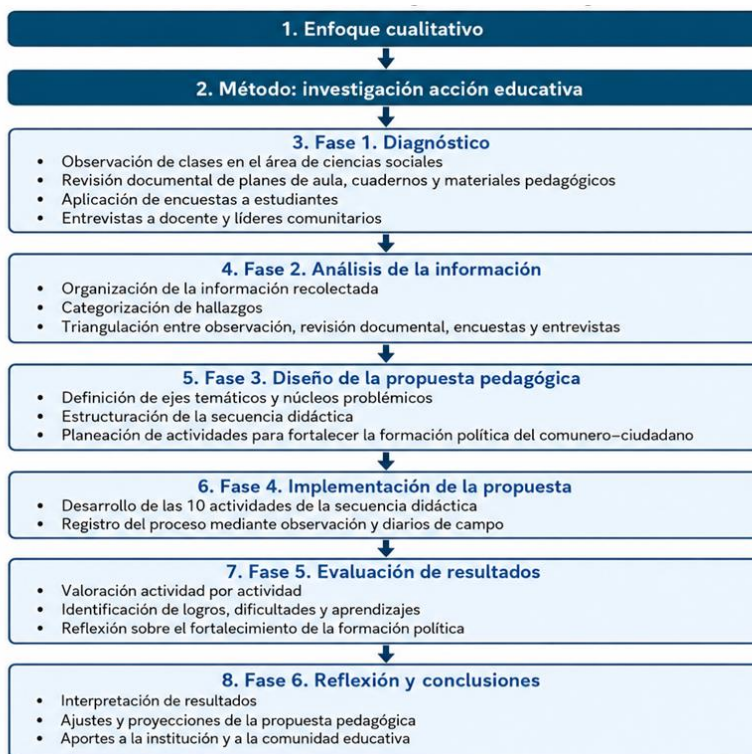 1. Enfoque cualitativo
2. Método: investigación acción educativa
3. Fase 1. Diagnóstico
• Observación de clases en el área de ciencias sociales
• Revisión documental de planes de aula, cuadernos y materiales pedagógicos
• Aplicación de encuestas a estudiantes
• Entrevistas a docente y líderes comunitarios
4. Fase 2. Análisis de la información
• Organización de la información recolectada
• Categorización de hallazgos
• Triangulación entre observación, revisión documental, encuestas y entrevistas
5. Fase 3. Diseño de la propuesta pedagógica
• Definición de ejes temáticos y núcleos problémicos
• Estructuración de la secuencia didáctica
• Planeación de actividades para fortalecer la formación política del comunero–ciudadano
6. Fase 4. Implementación de la propuesta
• Desarrollo de las 10 actividades de la secuencia didáctica
• Registro del proceso mediante observación y diarios de campo
7. Fase 5. Evaluación de resultados
• Valoración actividad por actividad
• Identificación de logros, dificultades y aprendizajes
• Reflexión sobre el fortalecimiento de la formación política
8. Fase 6. Reflexión y conclusiones
• Interpretación de resultados
• Ajustes y proyecciones de la propuesta pedagógica
• Aportes a la institución y a la comunidad educativa